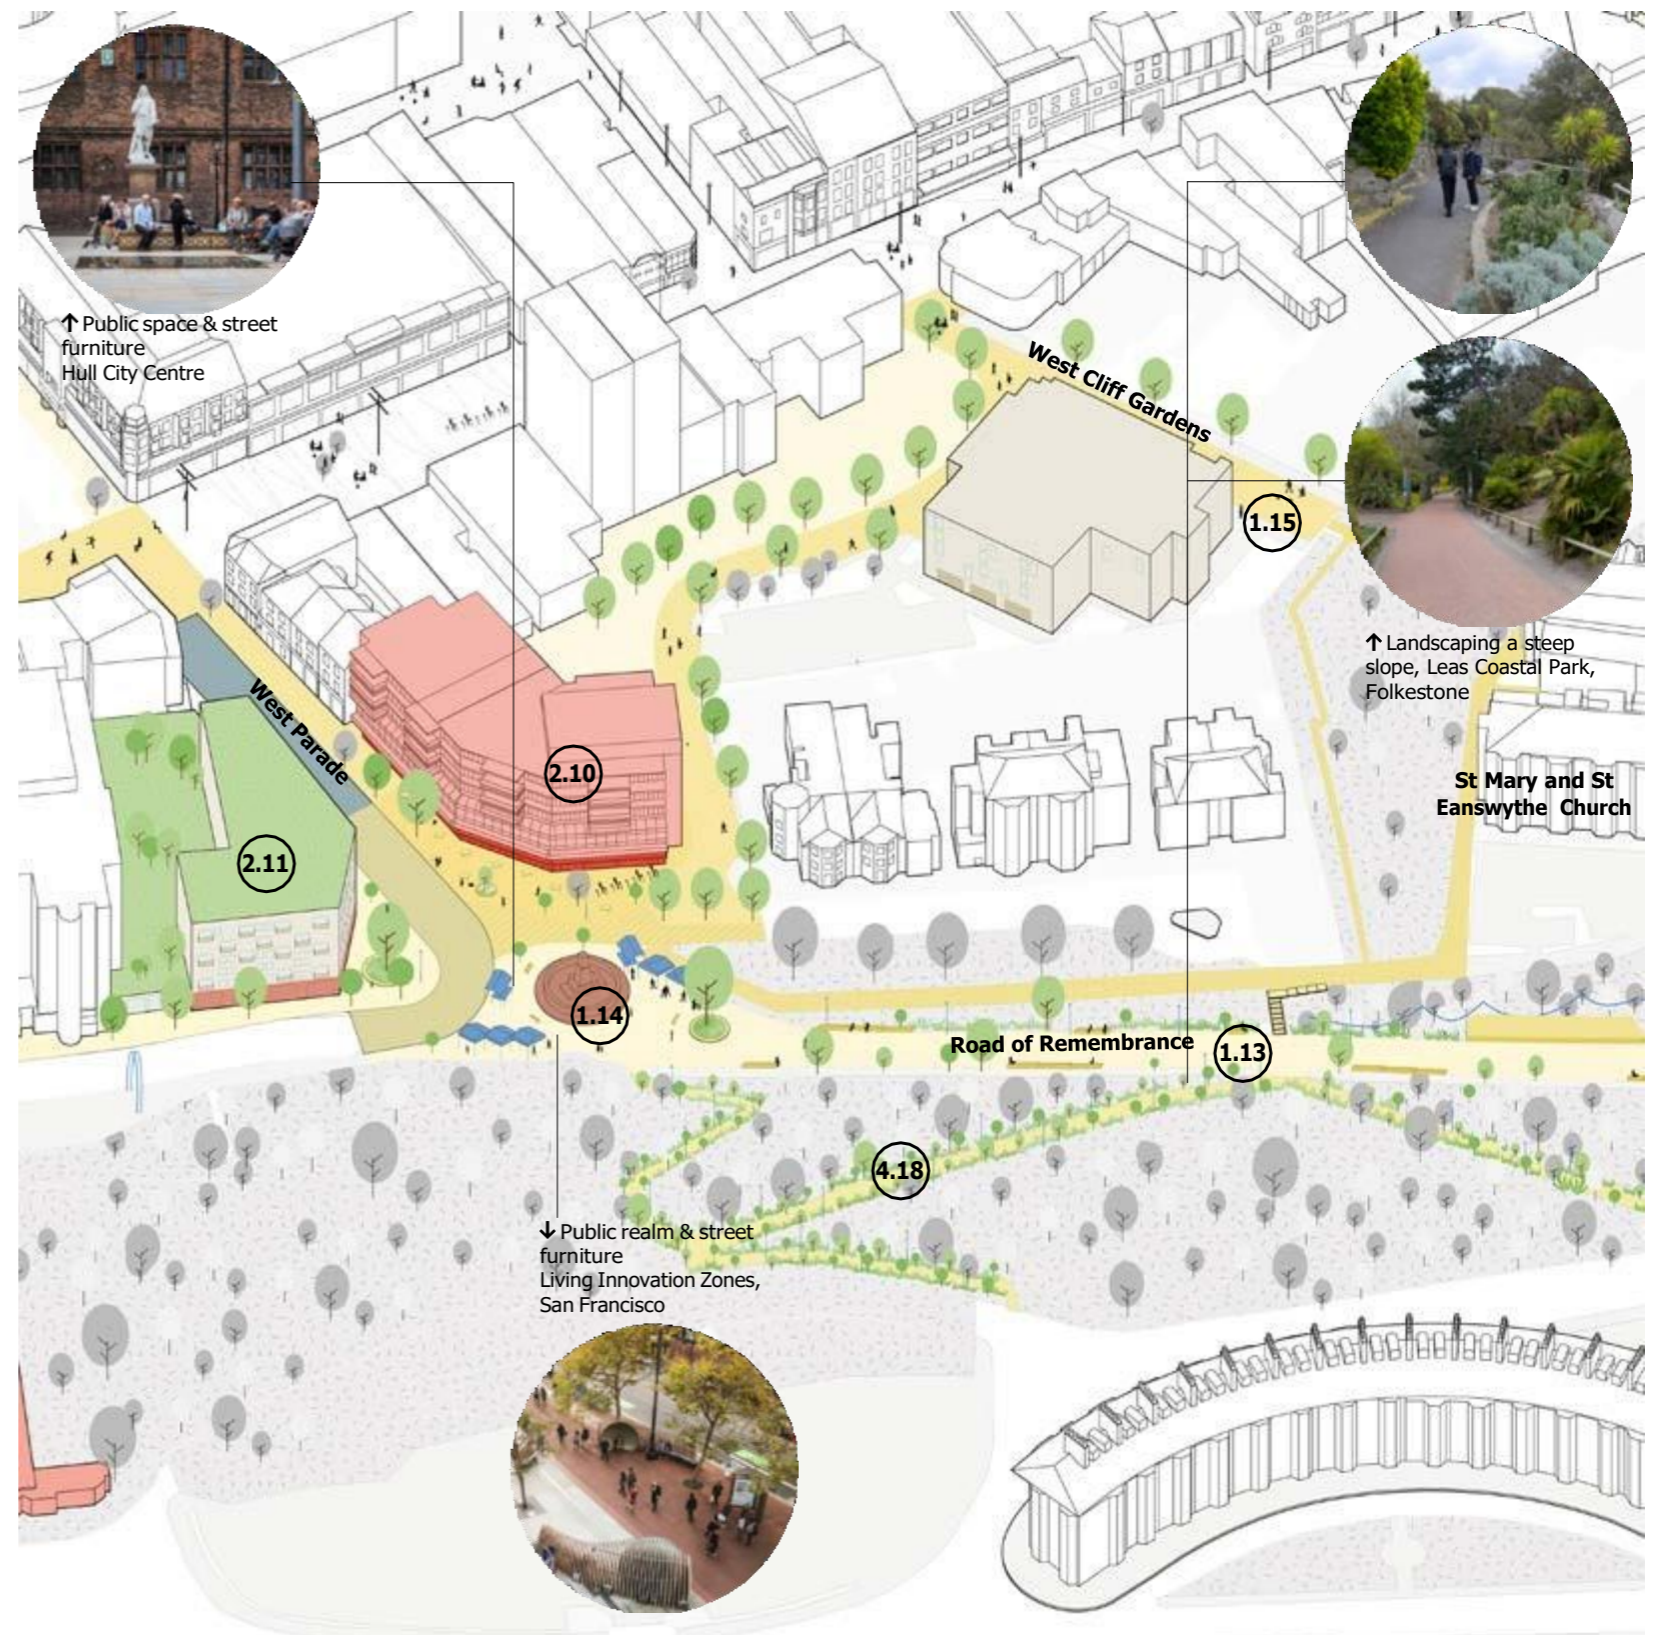 ↑ Public space & street
furniture
Hull City Centre
West Cliff Gardens
1.15
↑ Landscaping a steep
slope, Leas Coastal Park,
Folkestone
West Parade
2.10
St Mary and St
Eanswythe Church
2.11
1.14
Road of Remembrance
1.13
4.18
↓ Public realm & street
furniture
Living Innovation Zones,
San Francisco